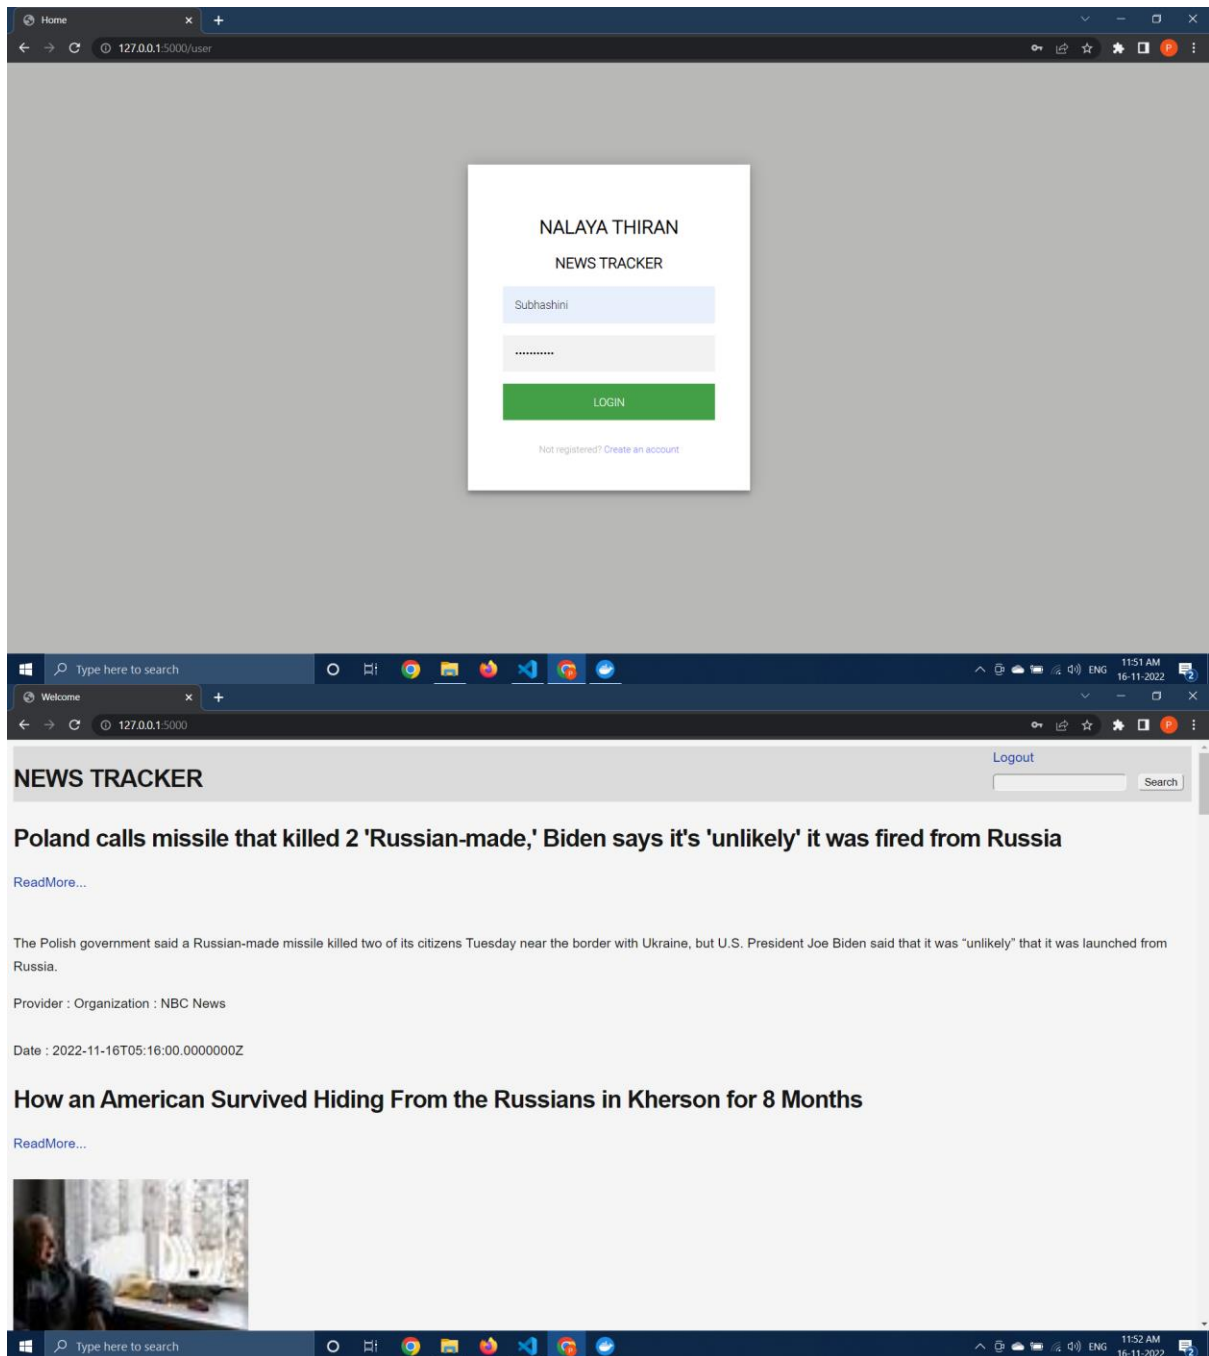 Home
127.0.0.1:5000/user
P
NALAYA THIRAN
NEWS TRACKER
Subhashini
...........
LOGIN
Not registered? Create an account
Type here to search
ENG
11:51 AM
16-11-2022
2
Welcome
127.0.0.1:5000
P
Logout
NEWS TRACKER
Search
Poland calls missile that killed 2 'Russian-made,' Biden says it's 'unlikely' it was fired from Russia
ReadMore...
The Polish government said a Russian-made missile killed two of its citizens Tuesday near the border with Ukraine, but U.S. President Joe Biden said that it was “unlikely” that it was launched from
Russia.
Provider : Organization : NBC News
Date : 2022-11-16T05:16:00.0000000Z
How an American Survived Hiding From the Russians in Kherson for 8 Months
ReadMore...
Type here to search
ENG
11:52 AM
16-11-2022
2